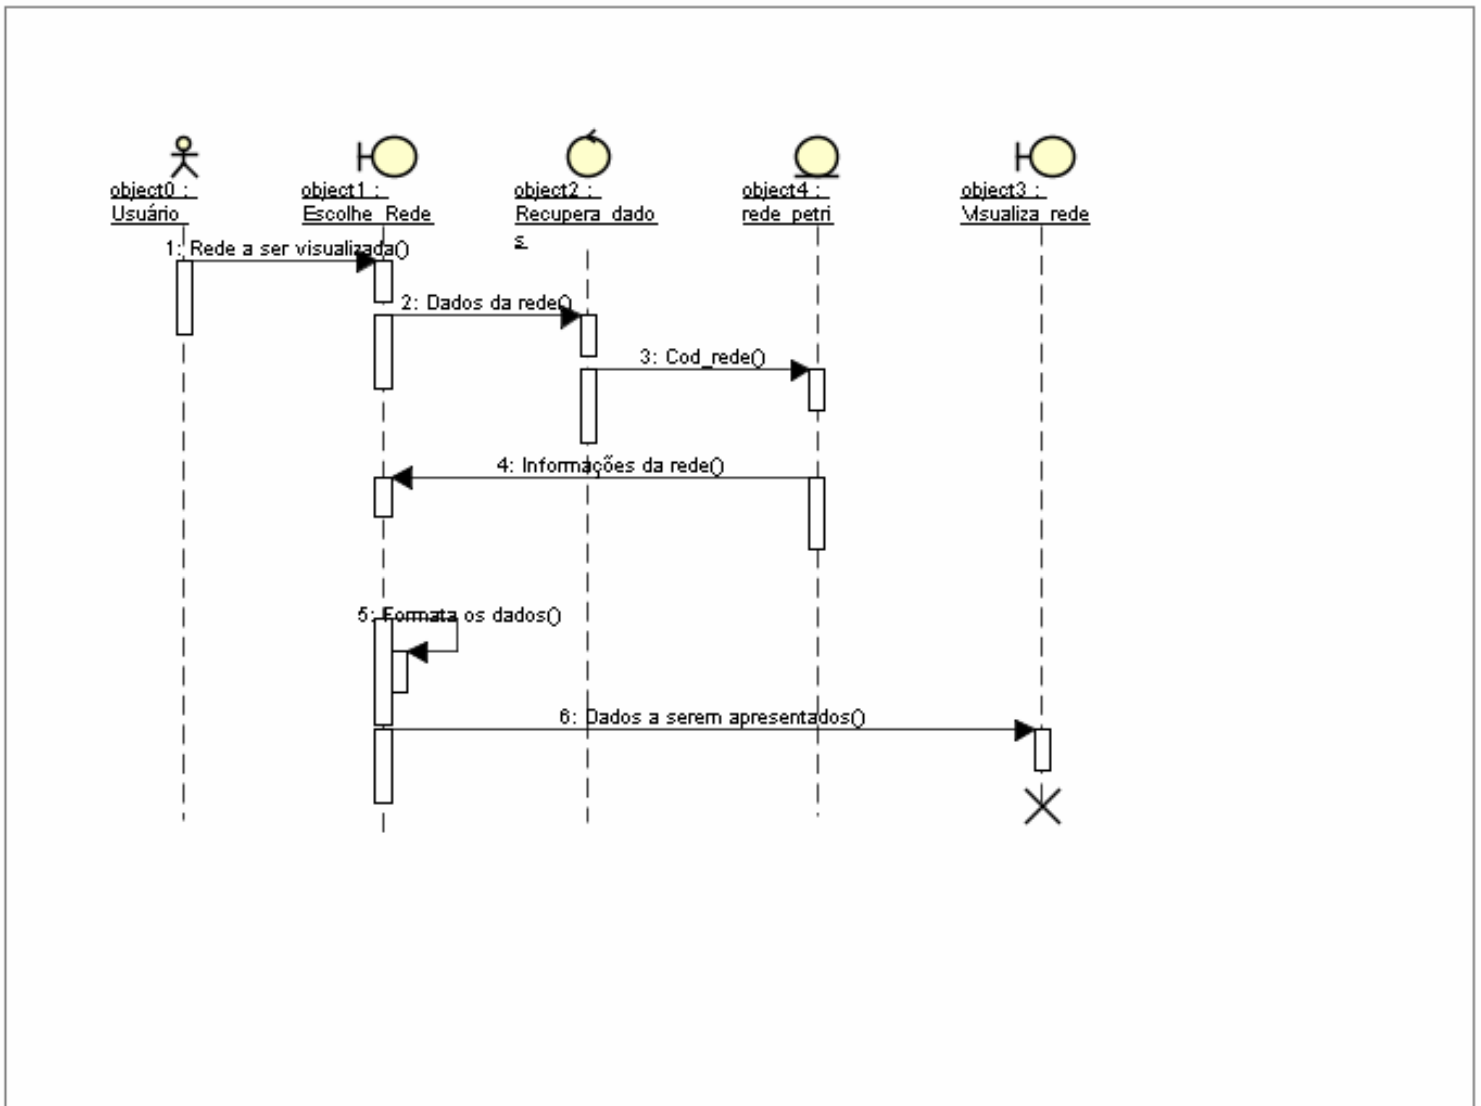 object0 :
Usuário
object1 :
Escolhe_Rede
object2 :
Recupera_dado
s
object4 :
rede_petri
object3 :
Visualiza_rede
1: Rede a ser visualizada()
2: Dados da rede()
3: Cod_rede()
4: Informações da rede()
5: Formata os dados()
6: Dados a serem apresentados()